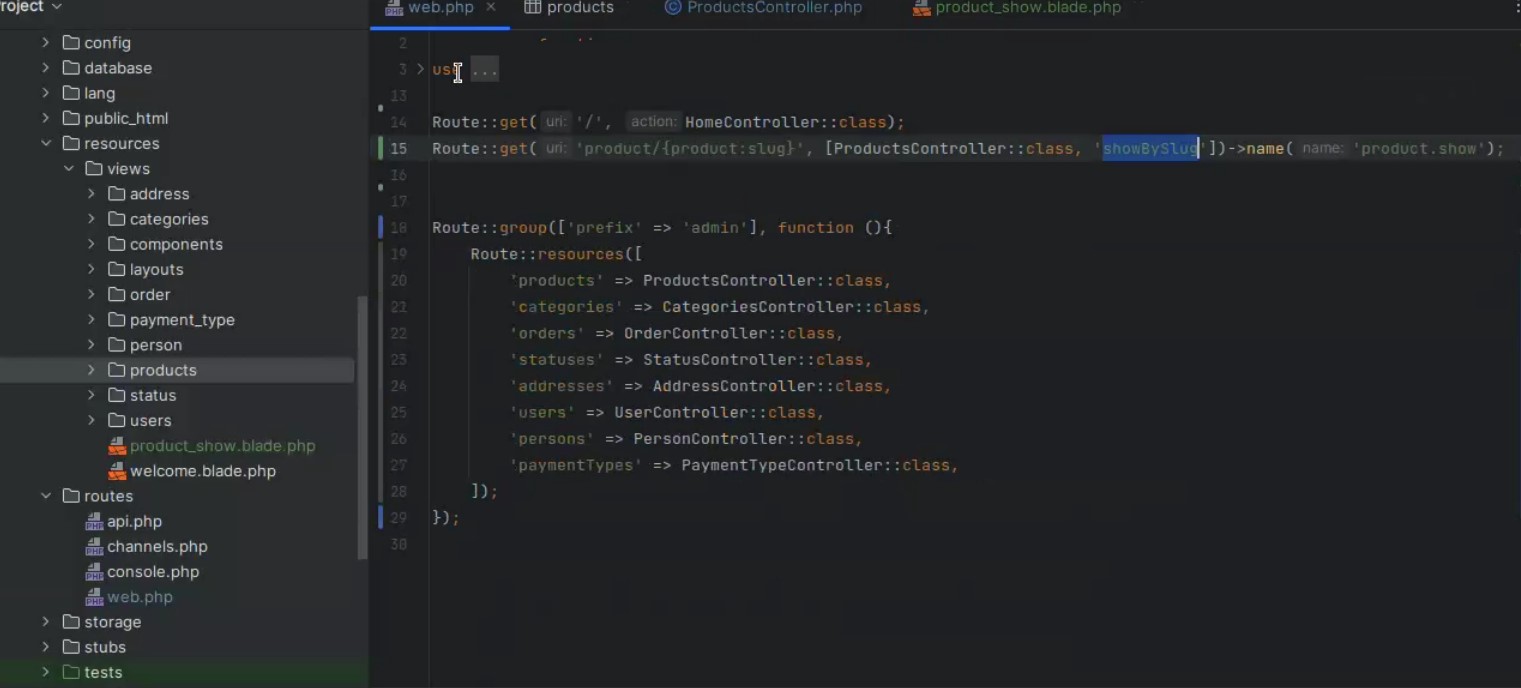 roject
web.php
products
ProductsController.php
product_show.blade.php
config
database
lang
public_html
resources
views
address
categories
components
layouts
order
payment_type
person
products
status
users
product_show.blade.php
welcome.blade.php
routes
api.php
channels.php
console.php
web.php
storage
stubs
tests
2
3 use ...
13
14 Route::get( uri: '/', action: HomeController::class);
15 Route::get( uri: 'product/{product:slug}', [ProductsController::class, 'showBySlug'])->name( name: 'product.show');
16
17
18 Route::group(['prefix' => 'admin'], function (){
19 Route::resources([
20 'products' => ProductsController::class,
22 'categories' => CategoriesController::class,
22 'orders' => OrderController::class,
23 'statuses' => StatusController::class,
24 'addresses' => AddressController::class,
25 'users' => UserController::class,
26 'persons' => PersonController::class,
27 'paymentTypes' => PaymentTypeController::class,
28 ]);
29 });
30